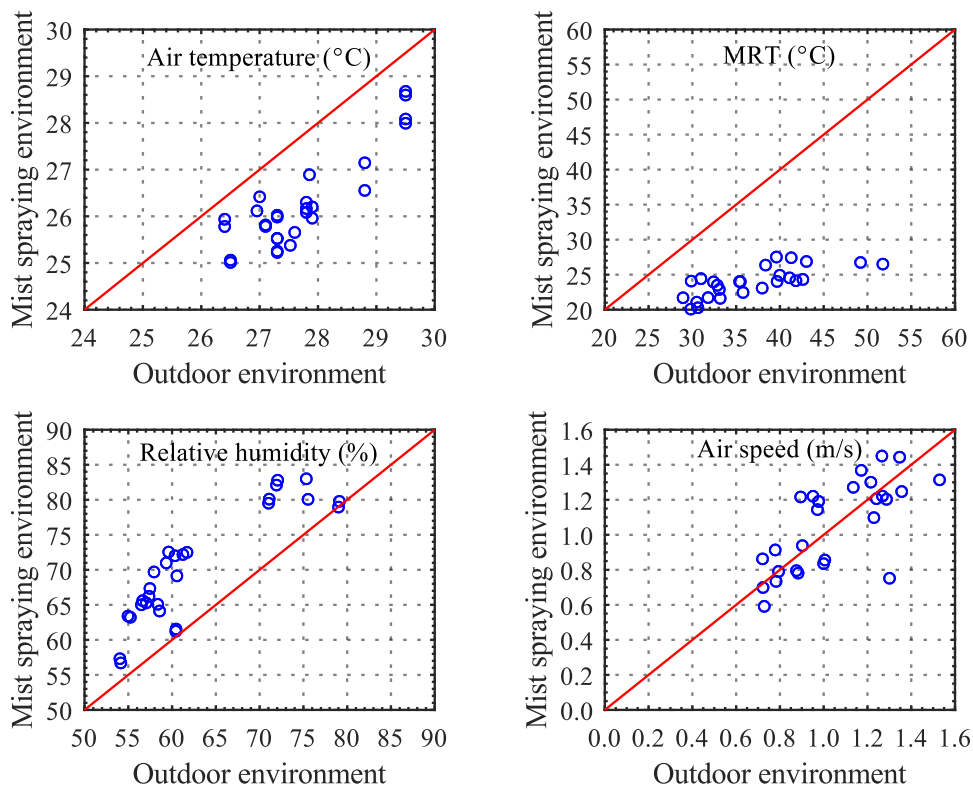 Air temperature (°C)
Mist spraying environment
30
29
28
27
26
25
24
24 25 26 27 28 29 30
Outdoor environment
MRT (°C)
Mist spraying environment
60
55
50
45
40
35
30
25
20
20 25 30 35 40 45 50 55 60
Outdoor environment
Relative humidity (%)
Mist spraying environment
90
85
80
75
70
65
60
55
50
50 55 60 65 70 75 80 85 90
Outdoor environment
Air speed (m/s)
Mist spraying environment
1.6
1.4
1.2
1.0
0.8
0.6
0.4
0.2
0.0
0.0 0.2 0.4 0.6 0.8 1.0 1.2 1.4 1.6
Outdoor environment